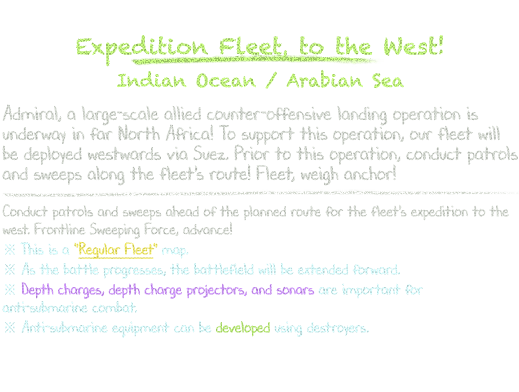 Expedition Fleet, to the West!
Indian Ocean / Arabian Sea
Admiral, a large-scale allied counter-offensive landing operation is
underway in far North Africa! To support this operation, our fleet will
be deployed westwards via Suez. Prior to this operation, conduct patrols
and sweeps along the fleet's route! Fleet, weigh anchor!
Conduct patrols and sweeps ahead of the planned route for the fleet's expedition to the
west. Frontline Sweeping Force, advance!
※ This is a "Regular Fleet" map.
※ As the battle progresses, the battlefield will be extended forward.
※ Depth charges, depth charge projectors, and sonars are important for
anti-submarine combat.
※ Anti-submarine equipment can be developed using destroyers.